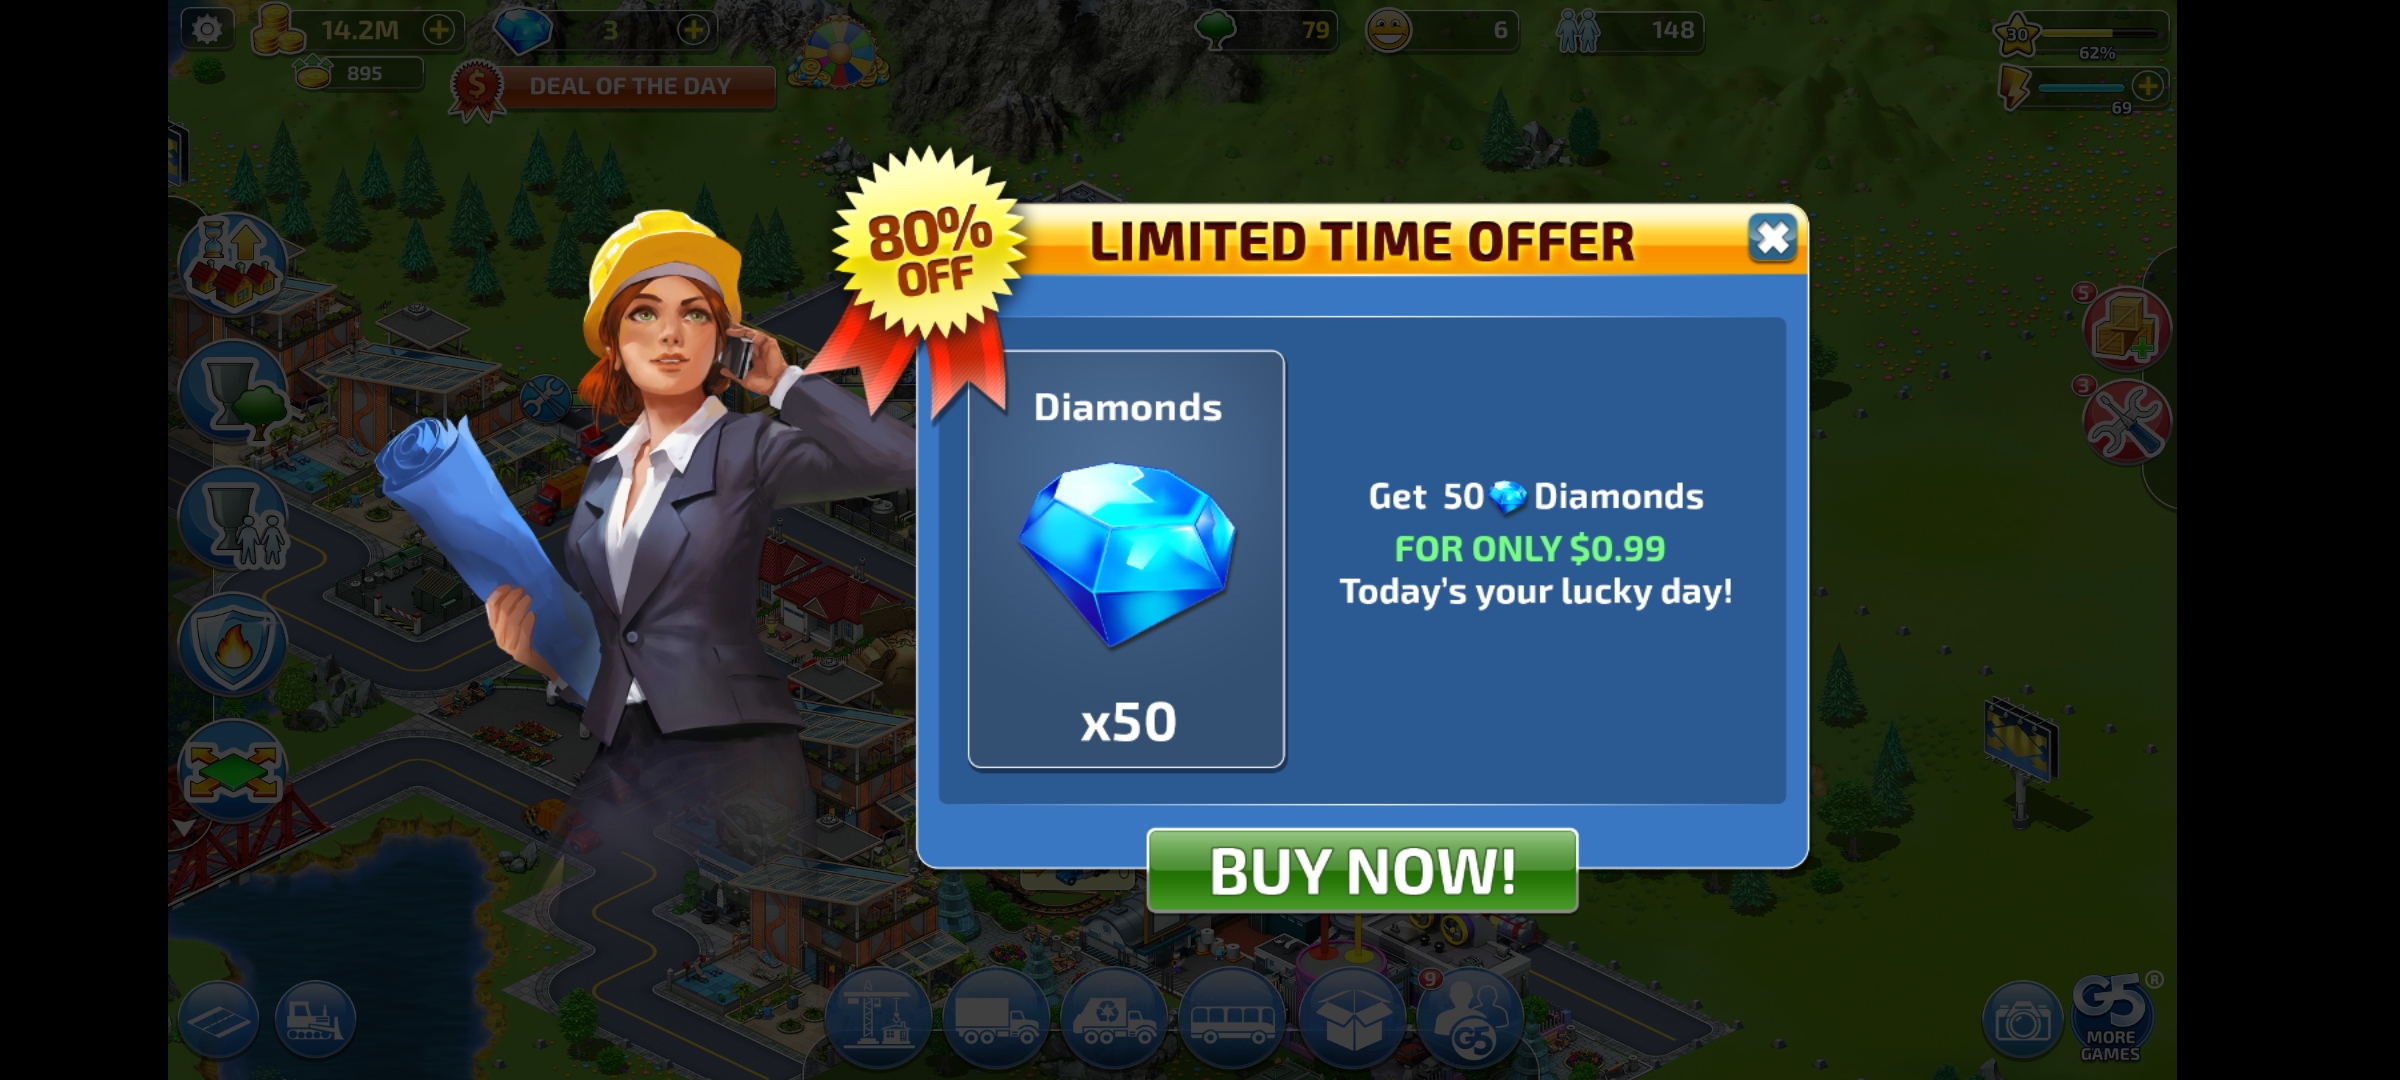 14.2M
3
79
6
148
30
62%
895
DEAL OF THE DAY
69
80%
OFF
LIMITED TIME OFFER
5
3
Diamonds
Get 50 Diamonds
FOR ONLY $0.99
Today's your lucky day!
x50
BUY NOW!
9
G5
G5®
MORE
GAMES